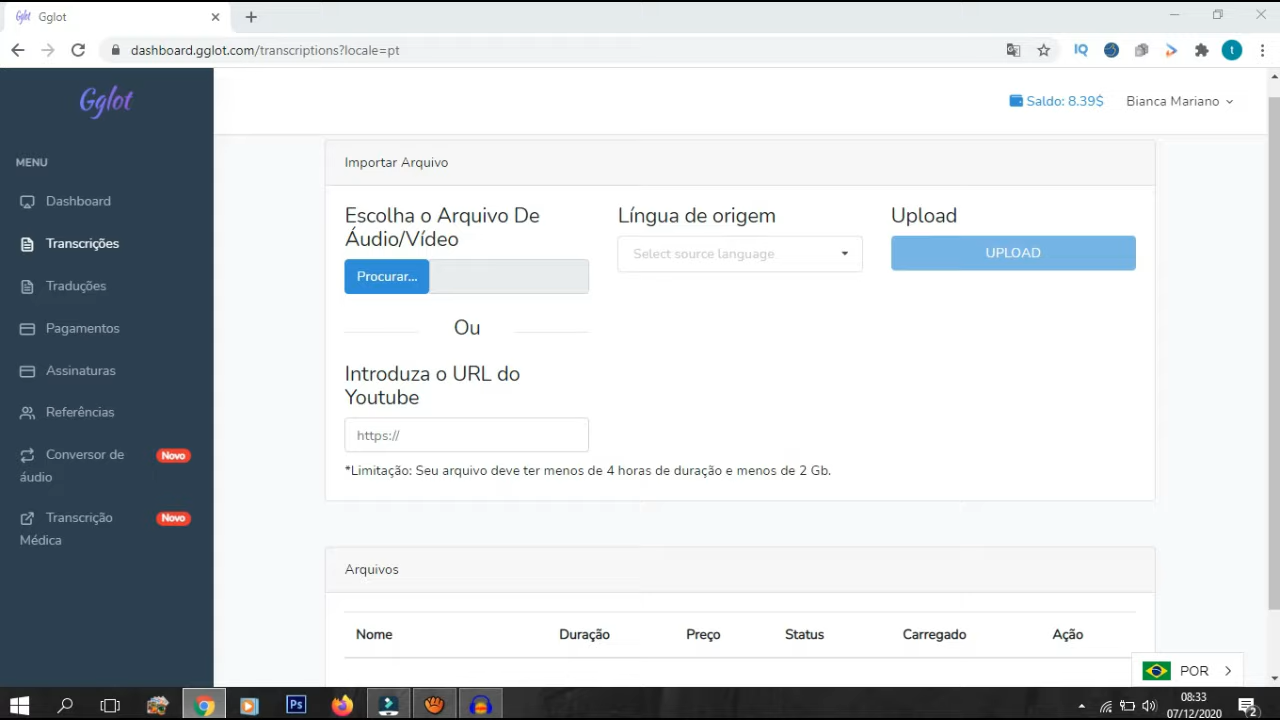 Gglot
dashboard.gglot.com/transcriptions?locale=pt
IQ
t
Gglot
Saldo: 8.39$
Bianca Mariano
MENU
Dashboard
Transcrições
Traduções
Pagamentos
Assinaturas
Referências
Conversor de
áudio
Novo
Transcrição
Médica
Novo
Importar Arquivo
Escolha o Arquivo De
Áudio/Vídeo
Procurar...
Ou
Introduza o URL do
Youtube
https://
*Limitação: Seu arquivo deve ter menos de 4 horas de duração e menos de 2 Gb.
Língua de origem
Select source language
Upload
UPLOAD
Arquivos
Nome Duração Preço Status Carregado Ação
POR
Ps
08:33
07/12/2020
2